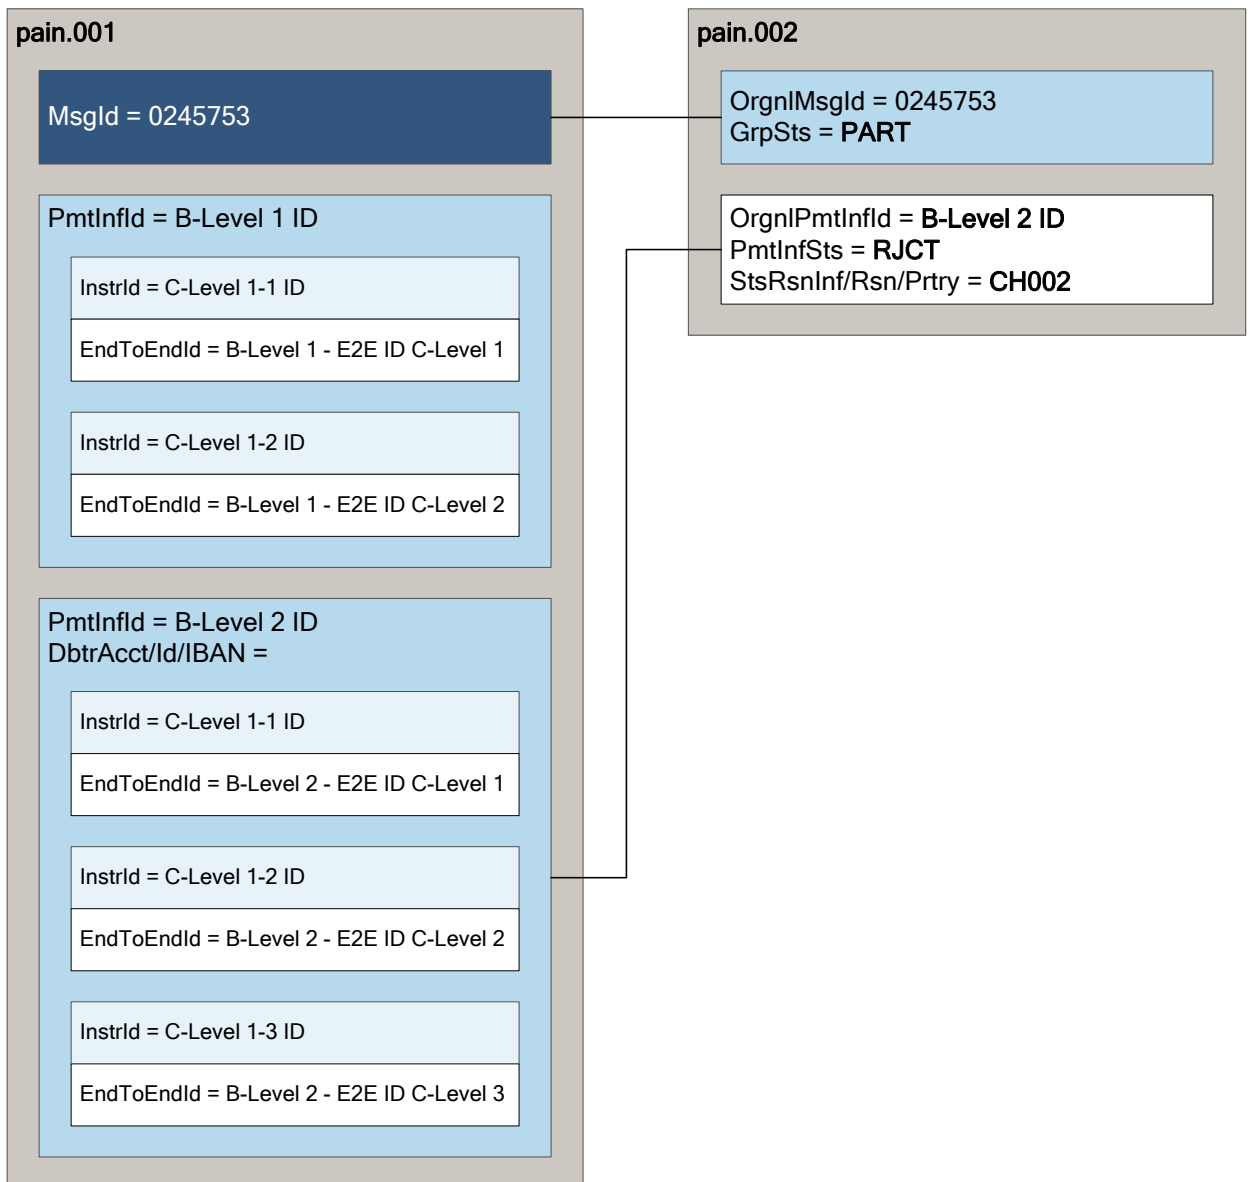 pain.001
MsgId = 0245753
PmtInfId = B-Level 1 ID
InstrId = C-Level 1-1 ID
EndToEndId = B-Level 1 - E2E ID C-Level 1
InstrId = C-Level 1-2 ID
EndToEndId = B-Level 1 - E2E ID C-Level 2
PmtInfId = B-Level 2 ID
DbtrAcct/Id/IBAN =
InstrId = C-Level 1-1 ID
EndToEndId = B-Level 2 - E2E ID C-Level 1
InstrId = C-Level 1-2 ID
EndToEndId = B-Level 2 - E2E ID C-Level 2
InstrId = C-Level 1-3 ID
EndToEndId = B-Level 2 - E2E ID C-Level 3
pain.002
OrgnlMsgId = 0245753
GrpSts = PART
OrgnlPmtInfId = B-Level 2 ID
PmtInfSts = RJCT
StsRsnInf/Rsn/Prtry = CH002